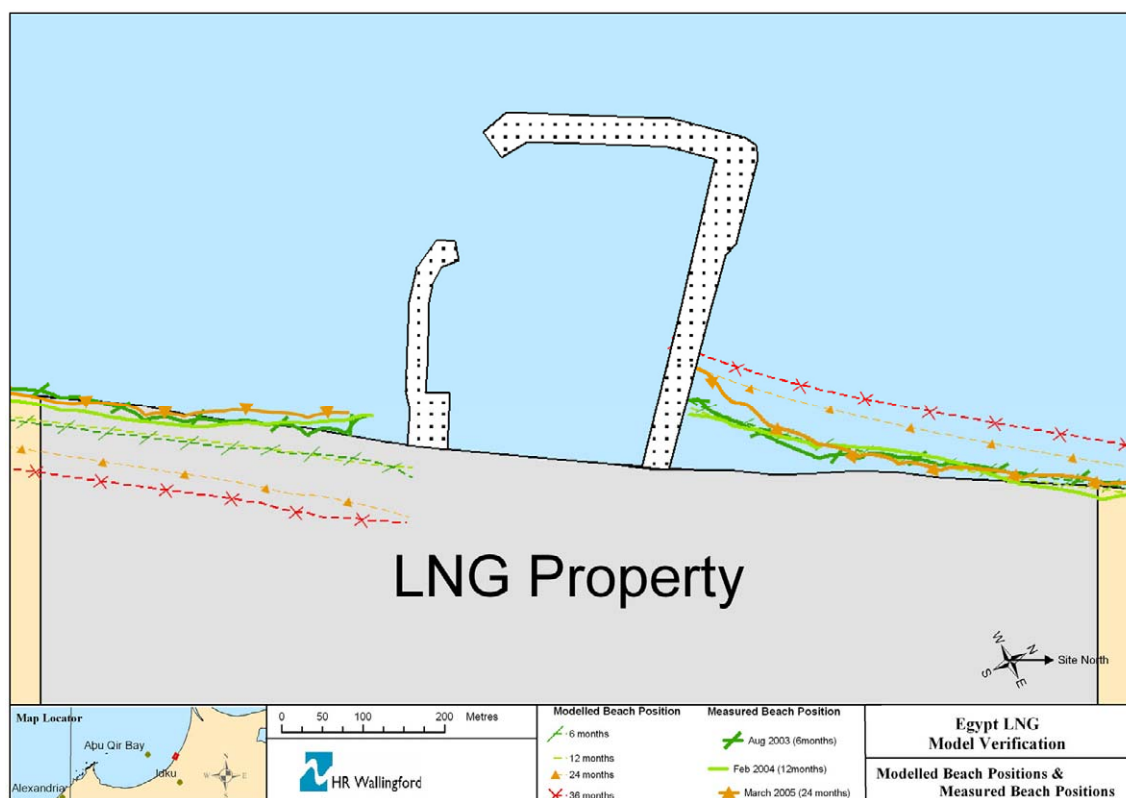 LNG Property
W
N
S
E
Site North
Map Locator
Abu Qir Bay
Idku
Alexandria
0 50 100 200 Metres
HR Wallingford
Modelled Beach Position
6 months
12 months
24 months
36 months
Measured Beach Position
Aug 2003 (6months)
Feb 2004 (12months)
March 2005 (24 months)
Egypt LNG
Model Verification
Modelled Beach Positions &
Measured Beach Positions